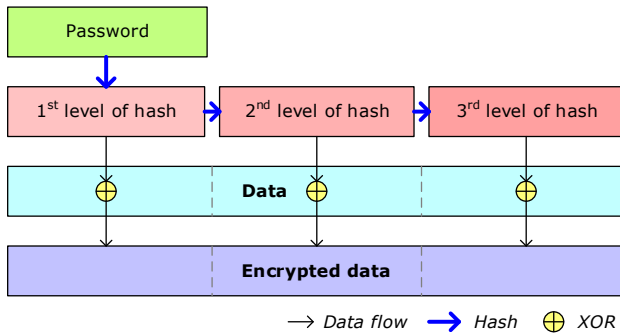 Password
1st level of hash
2nd level of hash
3rd level of hash
Data
Encrypted data
Data flow
Hash
XOR